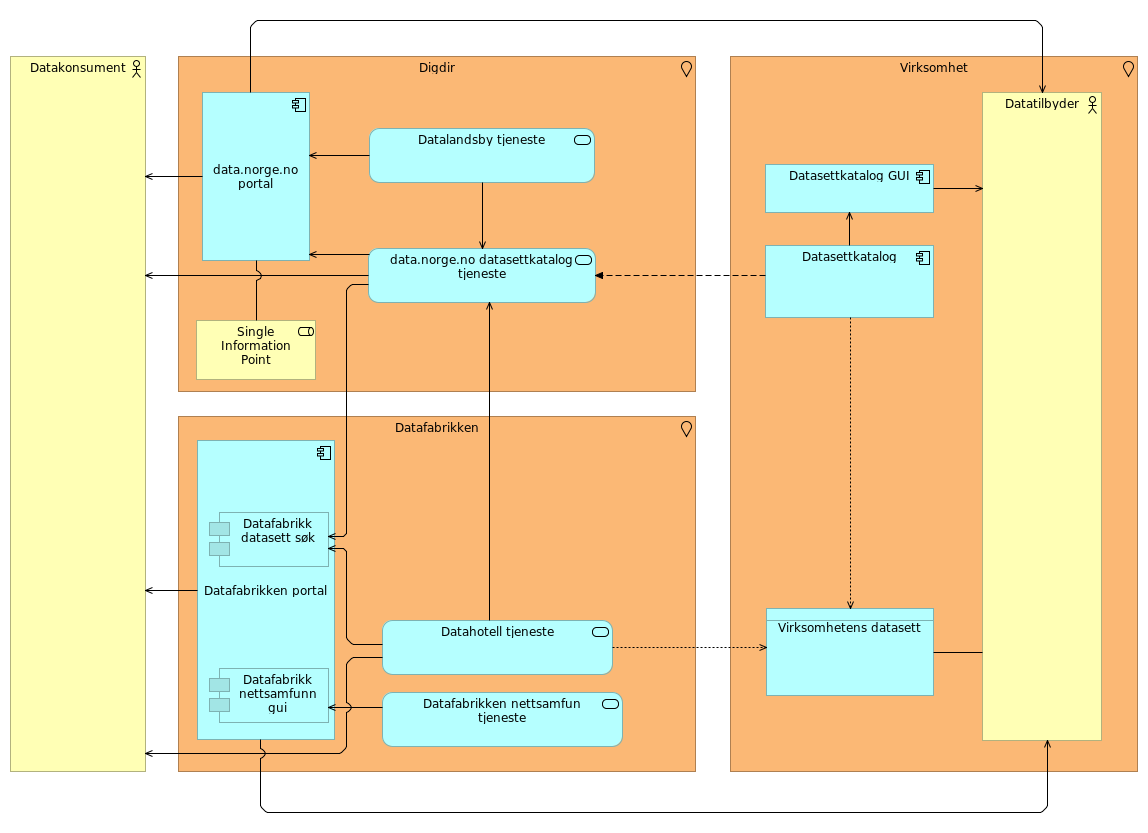 Datakonsument
Digdir
data.norge.no
portal
Datalandsby tjeneste
data.norge.no datasettkatalog
tjeneste
Single
Information
Point
Datafabrikken
Datafabrikk
datasett søk
Datafabrikken portal
Datafabrikk
nettsamfunn
gui
Datahotell tjeneste
Datafabrikken nettsamfun
tjeneste
Virksomhet
Datatilbyder
Datasettkatalog GUI
Datasettkatalog
Virksomhetens datasett